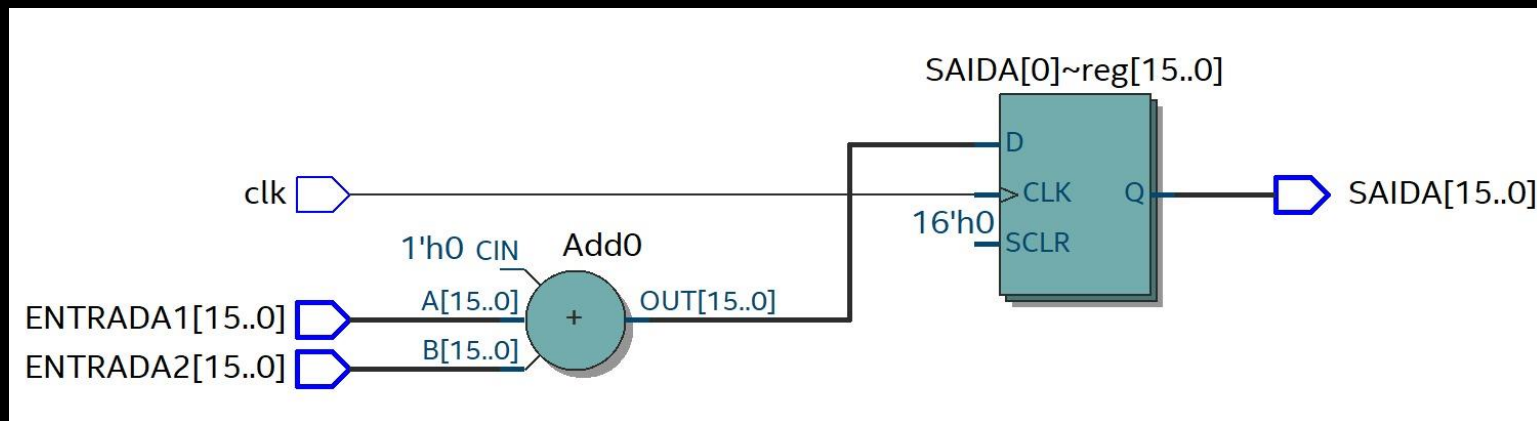 SAIDA[0]~reg[15..0]
D
clk
CLK
Q
SAIDA[15..0]
16'h0
SCLR
1'h0 CIN
Add0
A[15..0]
OUT[15..0]
ENTRADA1[15..0]
+
B[15..0]
ENTRADA2[15..0]